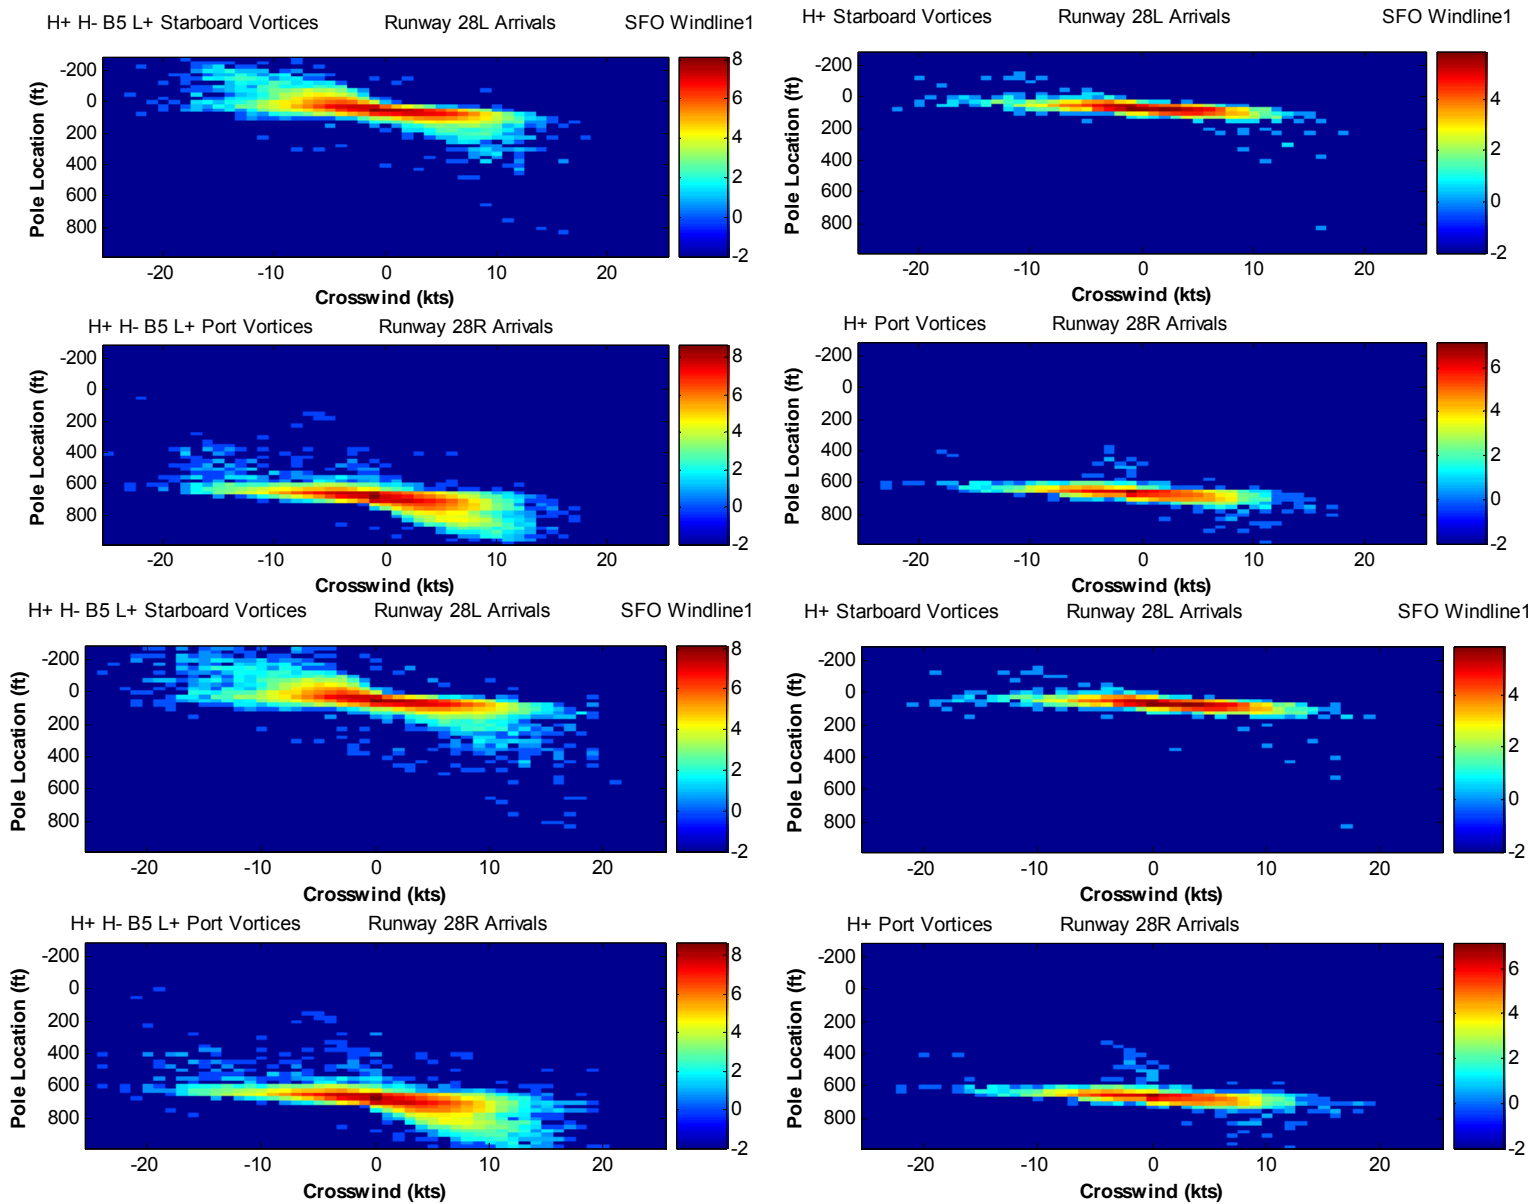 H+ H- B5 L+ Starboard Vortices Runway 28L Arrivals SFO Windline1
-200
0
200
400
600
800
Pole Location (ft)
-20 -10 0 10 20
Crosswind (kts)
8
6
4
2
0
-2
H+ Starboard Vortices Runway 28L Arrivals SFO Windline1
-200
0
200
400
600
800
Pole Location (ft)
-20 -10 0 10 20
Crosswind (kts)
4
2
0
-2
H+ H- B5 L+ Port Vortices Runway 28R Arrivals
-200
0
200
400
600
800
Pole Location (ft)
-20 -10 0 10 20
Crosswind (kts)
8
6
4
2
0
-2
H+ Port Vortices Runway 28R Arrivals
-200
0
200
400
600
800
Pole Location (ft)
-20 -10 0 10 20
Crosswind (kts)
6
4
2
0
-2
H+ H- B5 L+ Starboard Vortices Runway 28L Arrivals SFO Windline1
-200
0
200
400
600
800
Pole Location (ft)
-20 -10 0 10 20
Crosswind (kts)
8
6
4
2
0
-2
H+ Starboard Vortices Runway 28L Arrivals SFO Windline1
-200
0
200
400
600
800
Pole Location (ft)
-20 -10 0 10 20
Crosswind (kts)
4
2
0
-2
H+ H- B5 L+ Port Vortices Runway 28R Arrivals
-200
0
200
400
600
800
Pole Location (ft)
-20 -10 0 10 20
Crosswind (kts)
8
6
4
2
0
-2
H+ Port Vortices Runway 28R Arrivals
-200
0
200
400
600
800
Pole Location (ft)
-20 -10 0 10 20
Crosswind (kts)
6
4
2
0
-2